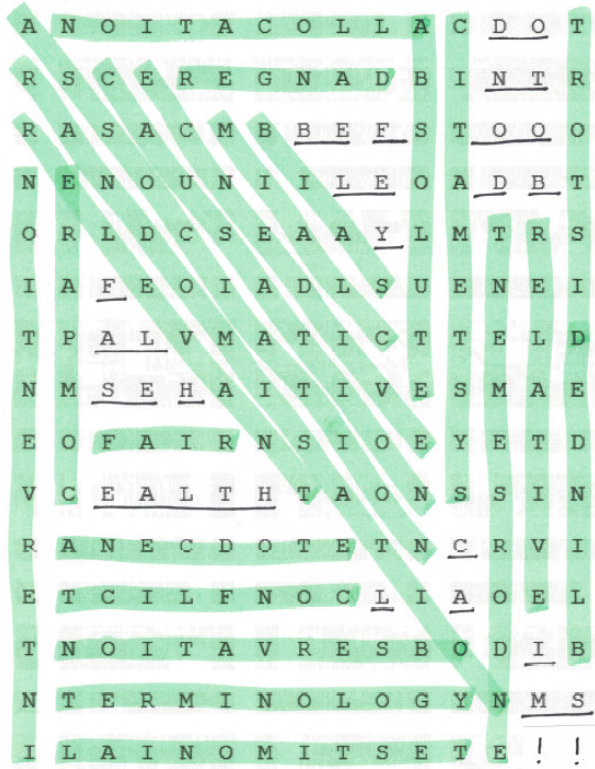 A N O I T A C O L L A C D O T
R S C E R E G N A D B I N T R
R A S A C M B B E F S T O O O
N E N O U N I I L E O A D B T
O R L D C S E A A Y L M T R S
I A F E O I A D L S U E N E I
T P A L V M A T I C T T E L D
N M S E H A I T I V E S M A E
E O F A I R N S I O E Y E T D
V C E A L T H T A O N S S I N
R A N E C D O T E T N C R V I
E T C I L F N O C L I A O E L
T N O I T A V R E S B O D I B
N T E R M I N O L O G Y N M S
I L A I N O M I T S E T E ! !